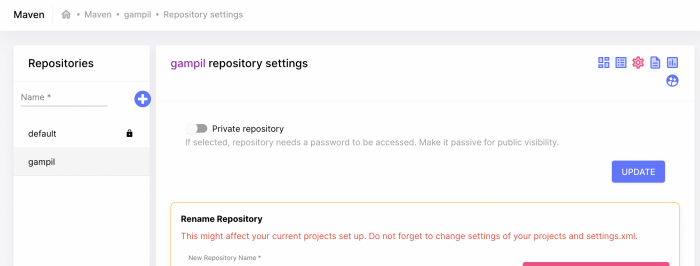 Maven • Maven • gampil • Repository settings
Repositories
Name *
default
gampil
gampil repository settings
Private repository
If selected, repository needs a password to be accessed. Make it passive for public visibility.
UPDATE
Rename Repository
This might affect your current projects set up. Do not forget to change settings of your projects and settings.xml.
New Repository Name *